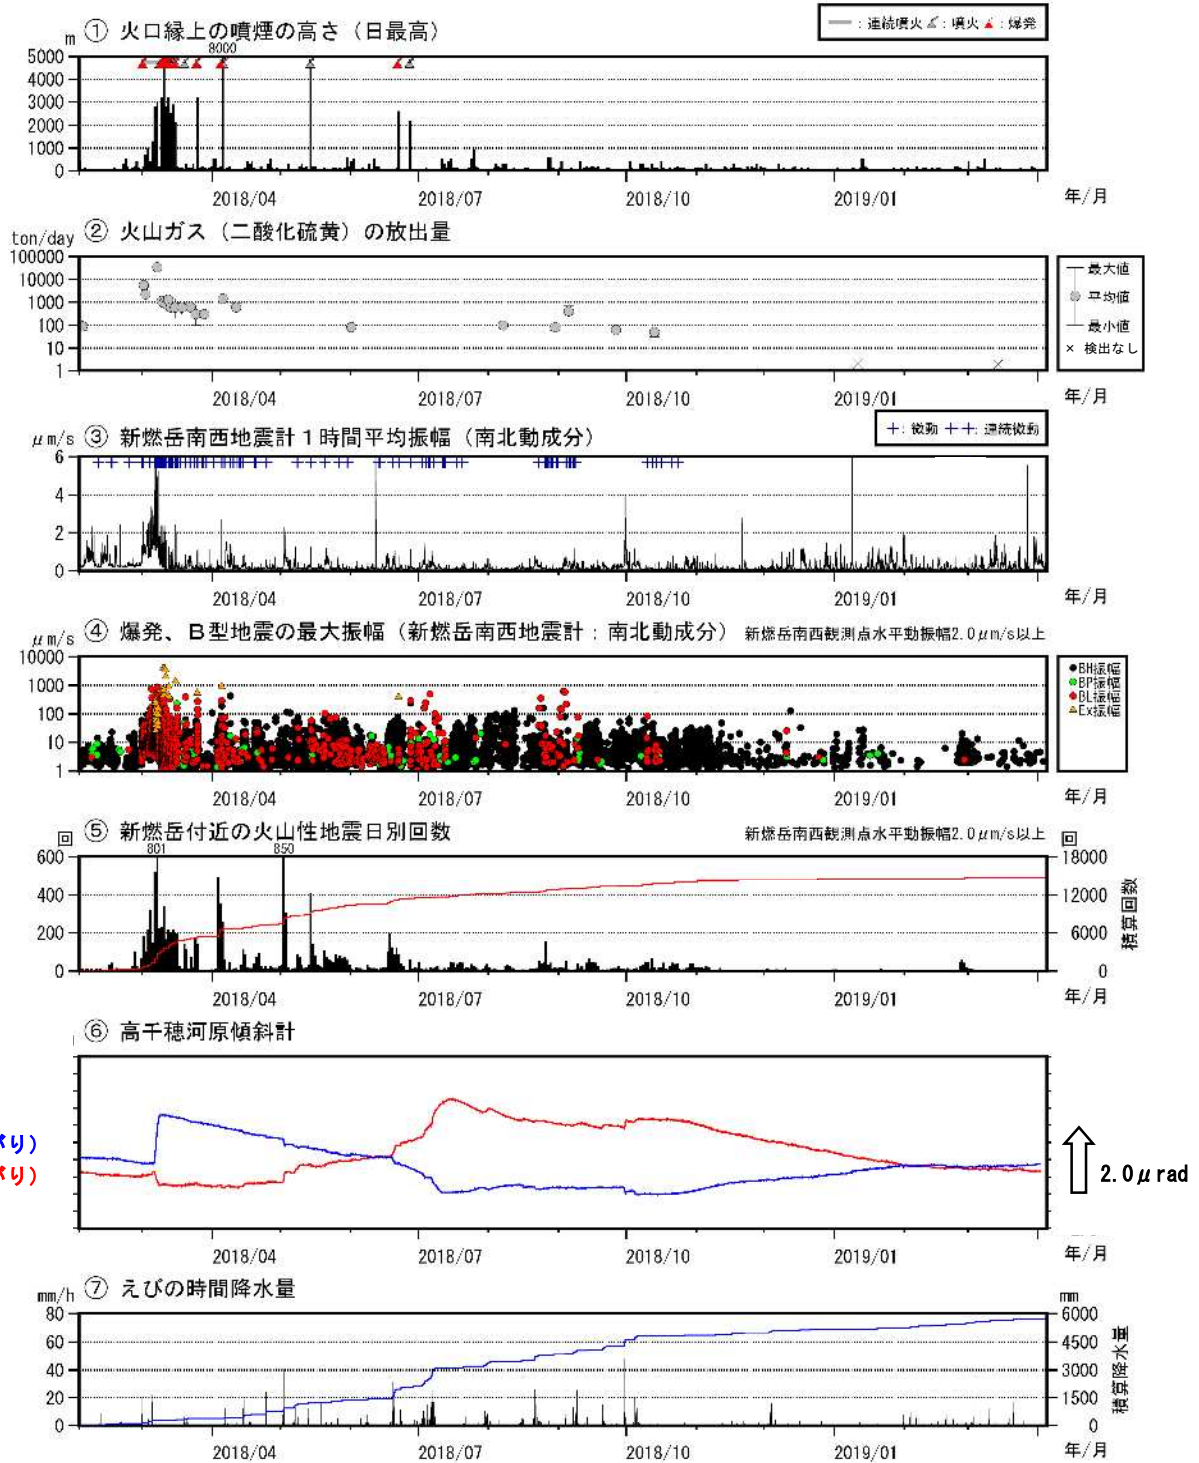 ① 火口縁上の噴煙の高さ（日最高）
━ : 連続噴火 : 噴火 ▲ : 爆発
m
8000
5000
4000
3000
2000
1000
0
2018/04 2018/07 2018/10 2019/01 年/月
② 火山ガス（二酸化硫黄）の放出量
ton/day
100000
10000
1000
100
10
1
最大値
平均値
最小値
× 検出なし
2018/04 2018/07 2018/10 2019/01 年/月
③ 新燃岳南西地震計１時間平均振幅（南北動成分）
μm/s
+: 微動 ++: 連続微動
6
4
2
0
2018/04 2018/07 2018/10 2019/01 年/月
④ 爆発、Ｂ型地震の最大振幅（新燃岳南西地震計：南北動成分） 新燃岳南西観測点水平動振幅2.0μm/s以上
μm/s
10000
1000
100
10
1
BH振幅
BP振幅
BL振幅
Ex振幅
2018/04 2018/07 2018/10 2019/01 年/月
⑤ 新燃岳付近の火山性地震日別回数 新燃岳南西観測点水平動振幅2.0μm/s以上
回 回
801 850
600 18000
400 12000
200 6000
0 0
積算回数
2018/04 2018/07 2018/10 2019/01 年/月
⑥ 高千穂河原傾斜計
がり）
がり）
2.0μrad
2018/04 2018/07 2018/10 2019/01 年/月
⑦ えびの時間降水量
mm/h mm
80 6000
60 4500
40 3000
20 1500
0 0
積算降水量
2018/04 2018/07 2018/10 2019/01 年/月